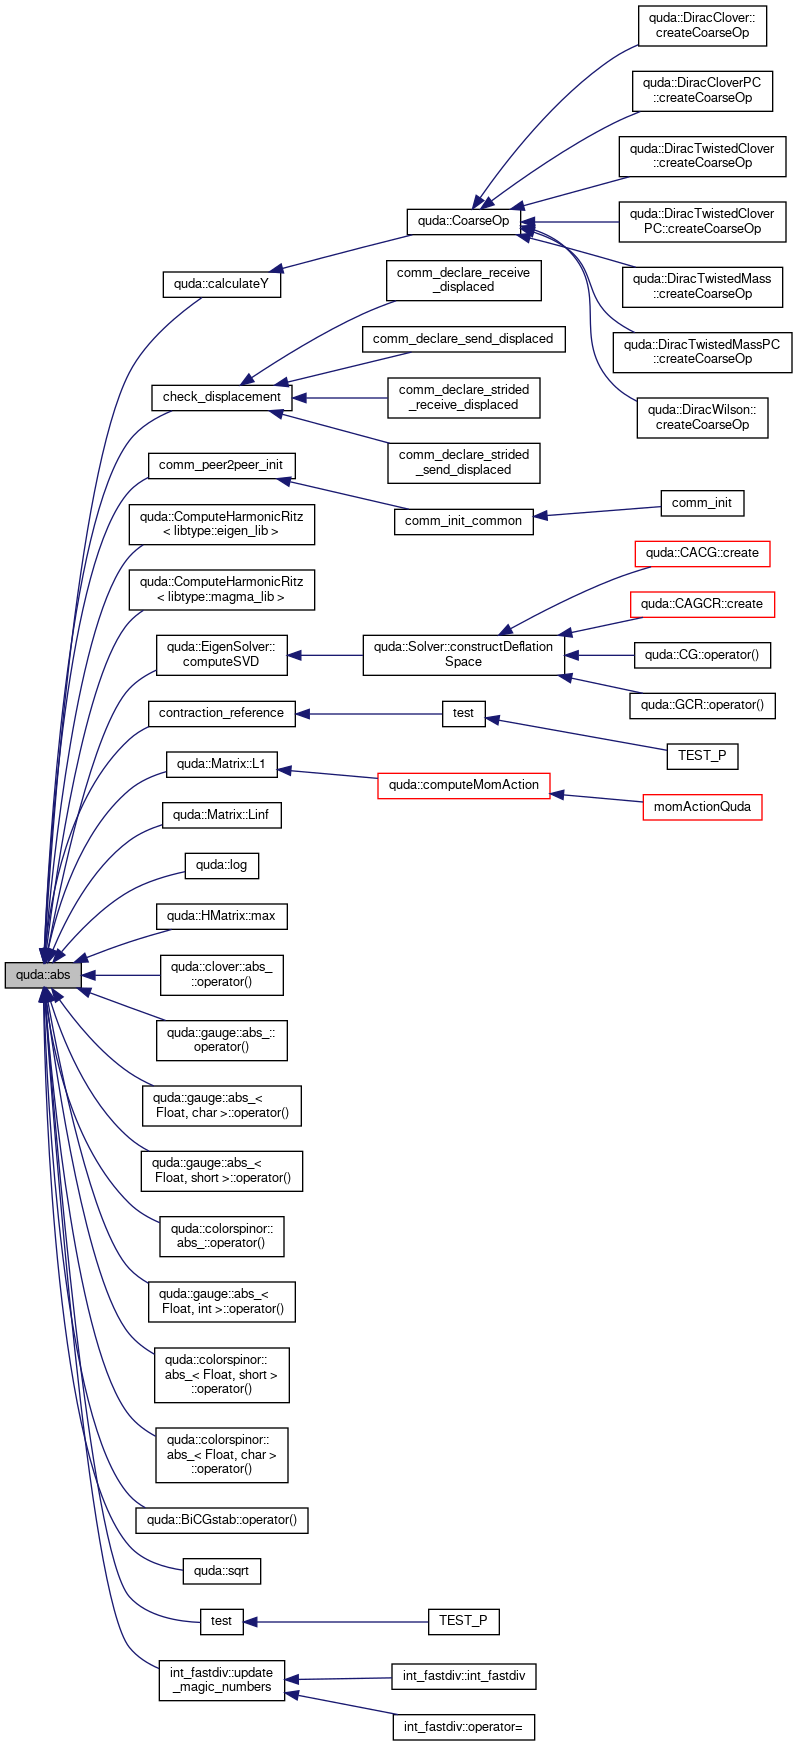 quda::DiracClover::
createCoarseOp
quda::DiracCloverPC
::createCoarseOp
quda::DiracTwistedClover
::createCoarseOp
quda::CoarseOp
quda::DiracTwistedClover
PC::createCoarseOp
quda::calculateY
comm_declare_receive
_displaced
quda::DiracTwistedMass
::createCoarseOp
comm_declare_send_displaced
quda::DiracTwistedMassPC
::createCoarseOp
check_displacement
comm_declare_strided
_receive_displaced
quda::DiracWilson::
createCoarseOp
comm_declare_strided
_send_displaced
comm_peer2peer_init
comm_init_common
comm_init
quda::ComputeHarmonicRitz
< libtype::eigen_lib >
quda::ComputeHarmonicRitz
< libtype::magma_lib >
quda::CACG::create
quda::CAGCR::create
quda::EigenSolver::
computeSVD
quda::Solver::constructDeflation
Space
quda::CG::operator()
quda::GCR::operator()
contraction_reference
test
TEST_P
quda::Matrix::L1
quda::computeMomAction
momActionQuda
quda::Matrix::Linf
quda::log
quda::HMatrix::max
quda::abs
quda::clover::abs_
::operator()
quda::gauge::abs_::
operator()
quda::gauge::abs_<
Float, char >::operator()
quda::gauge::abs_<
Float, short >::operator()
quda::colorspinor::
abs_::operator()
quda::gauge::abs_<
Float, int >::operator()
quda::colorspinor::
abs_< Float, short >
::operator()
quda::colorspinor::
abs_< Float, char >
::operator()
quda::BiCGstab::operator()
quda::sqrt
test
TEST_P
int_fastdiv::update
_magic_numbers
int_fastdiv::int_fastdiv
int_fastdiv::operator=